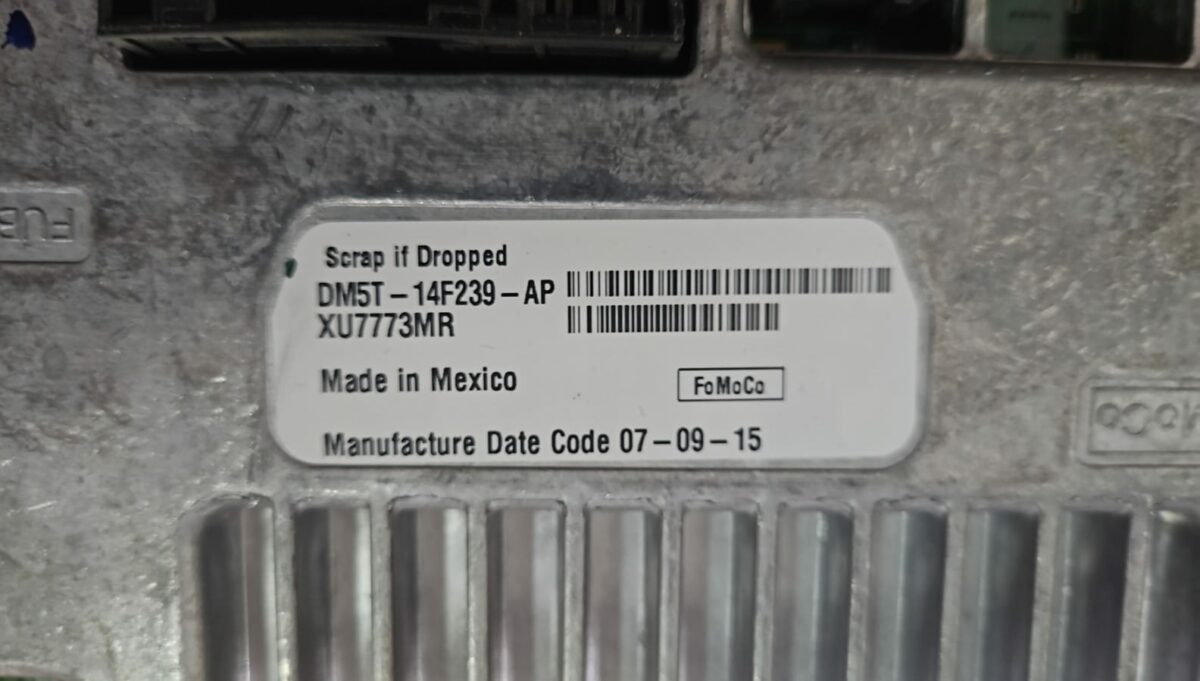 Scrap if Dropped
DM5T-14F239-AP
XU7773MR
Made in Mexico
FoMoCo
Manufacture Date Code 07-09-15